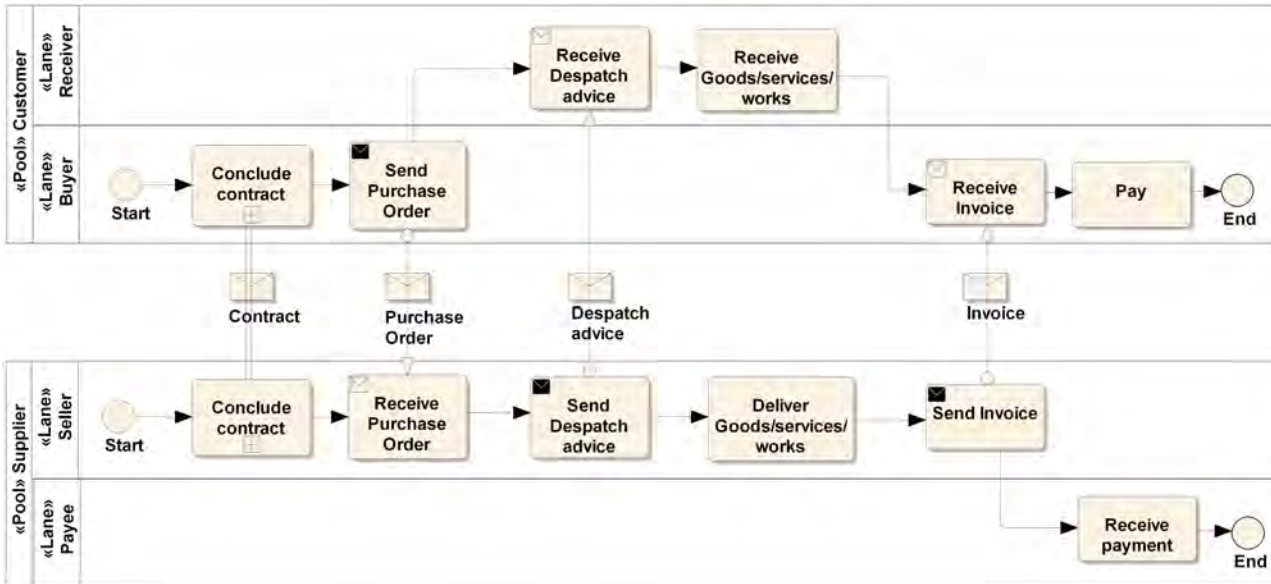 «Pool» Customer
«Lane»
Receiver
Receive
Despatch
advice
Receive
Goods/services/
works
«Lane»
Buyer
Start
Conclude
contract
Send
Purchase
Order
Receive
Invoice
Pay
End
Contract
Purchase
Order
Despatch
advice
Invoice
«Pool» Supplier
«Lane»
Seller
Start
Conclude
contract
Receive
Purchase
Order
Send
Despatch
advice
Deliver
Goods/services/
works
Send Invoice
«Lane»
Payee
Receive
payment
End